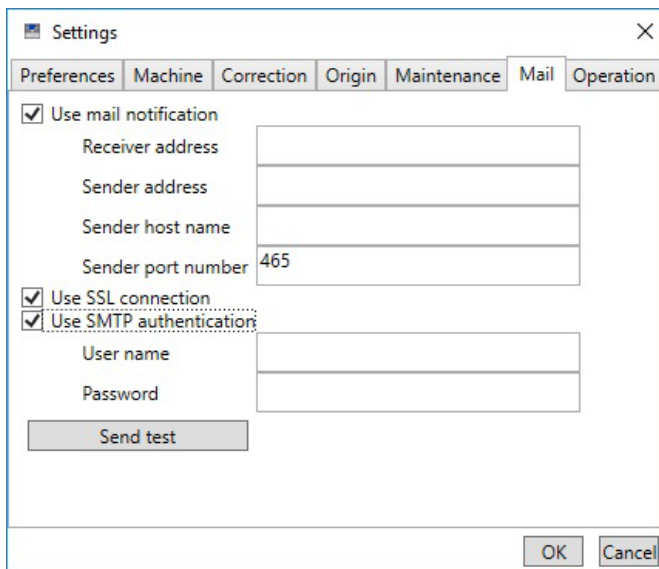 Settings
Preferences Machine Correction Origin Maintenance Mail Operation
Use mail notification
Receiver address
Sender address
Sender host name
Sender port number 465
Use SSL connection
Use SMTP authentication
User name
Password
Send test
OK Cancel